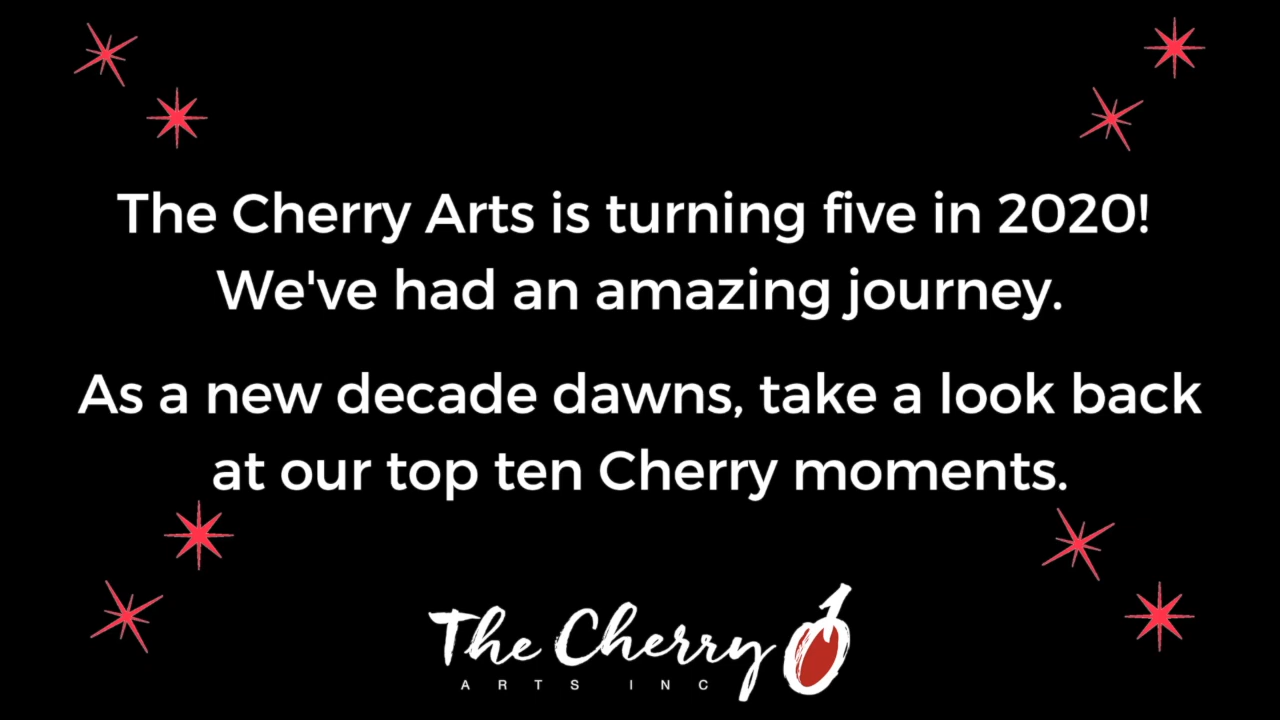 The Cherry Arts is turning five in 2020!
We've had an amazing journey.
As a new decade dawns, take a look back
at our top ten Cherry moments.
The Cherry
ARTS INC